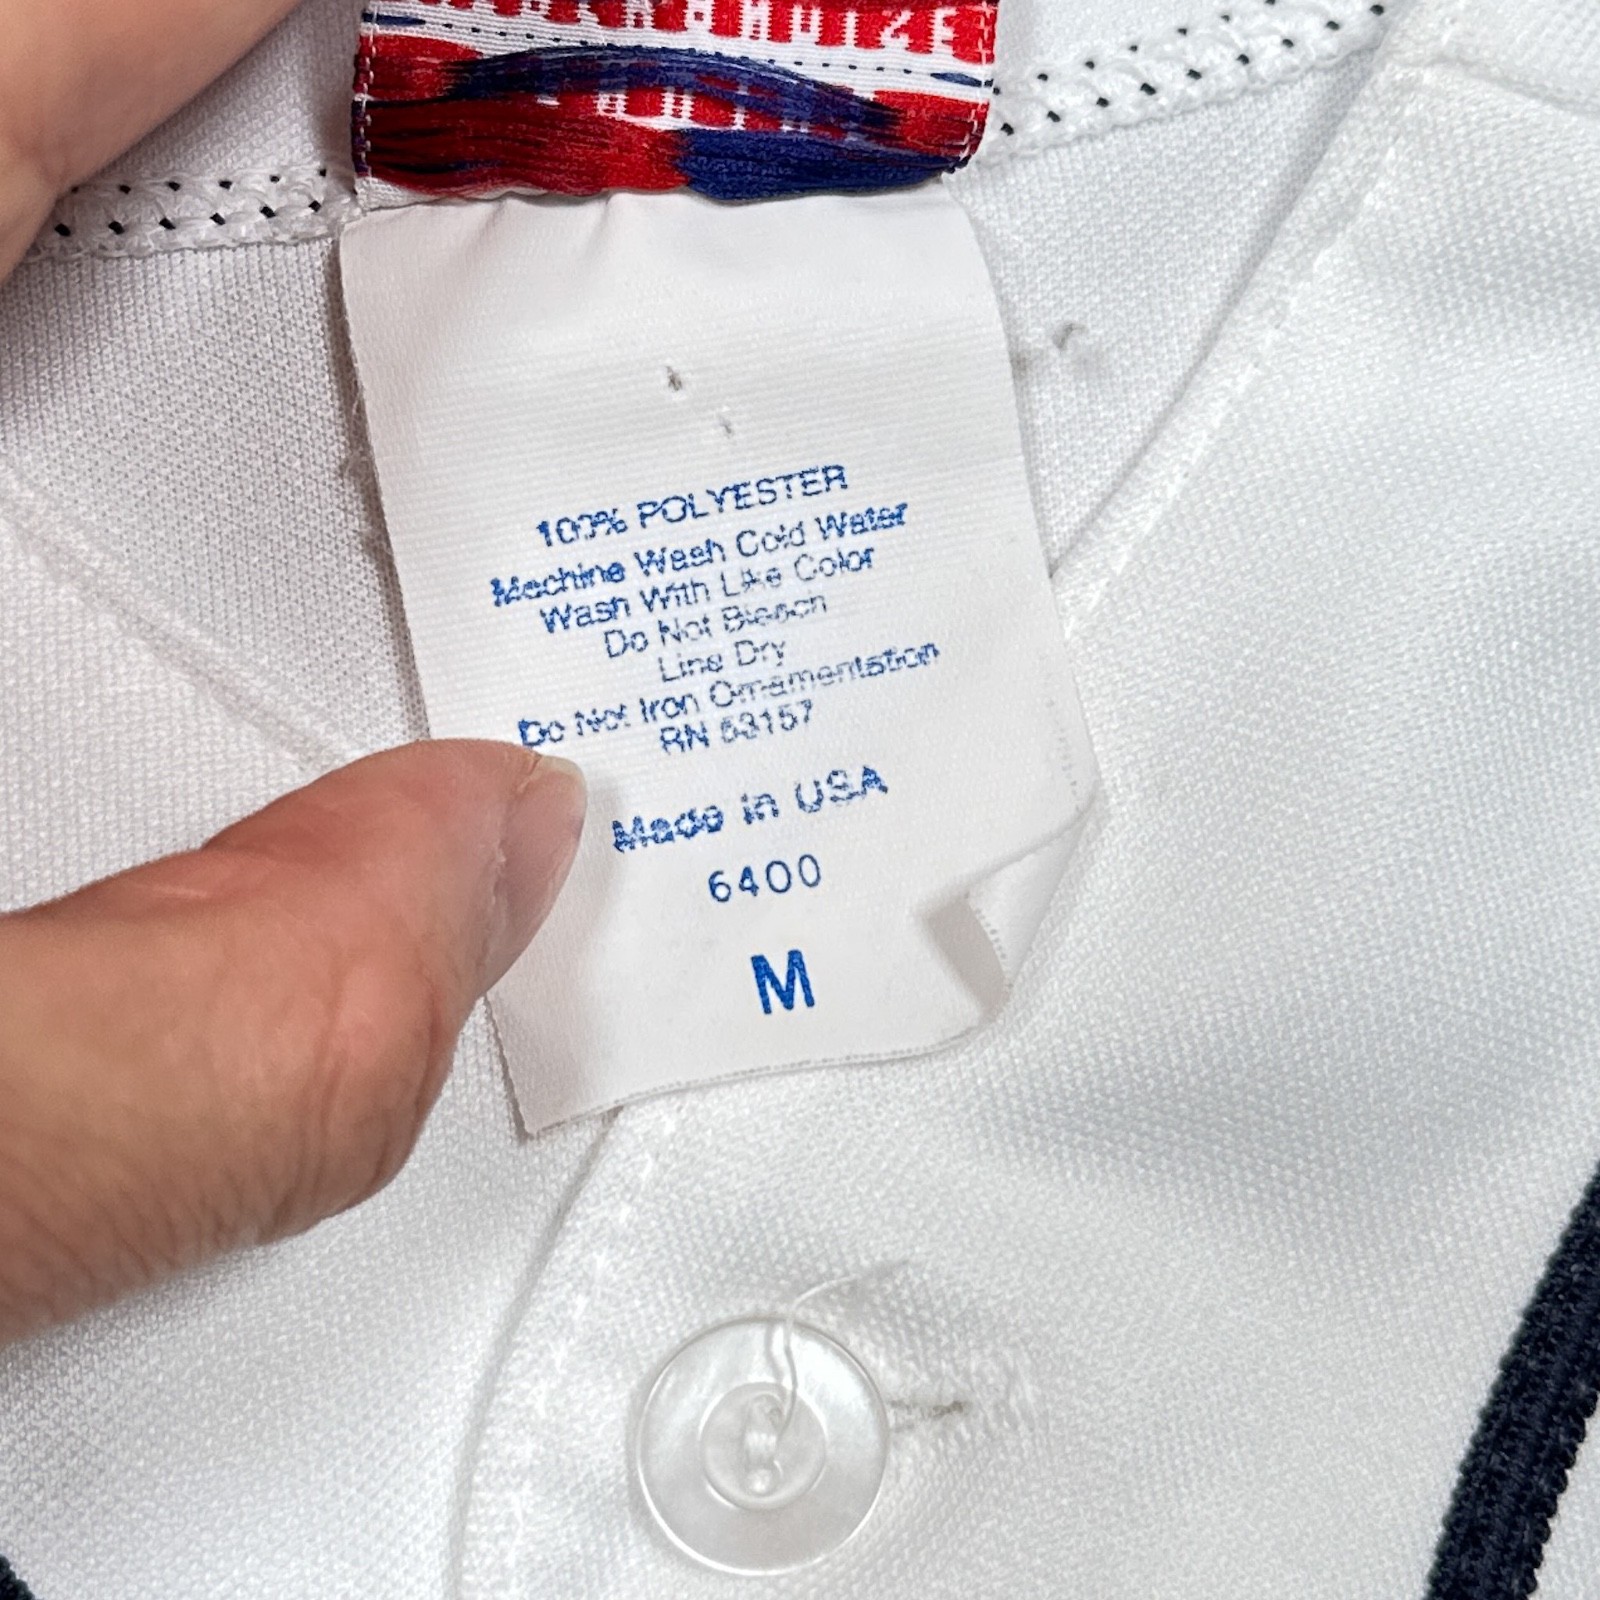 100% POLYESTER
Machine Wash Cold Water
Wash With Like Color
Do Not Bleach
Line Dry
Do Not Iron Ornamentation
RN 53157
Made in USA
6400
M